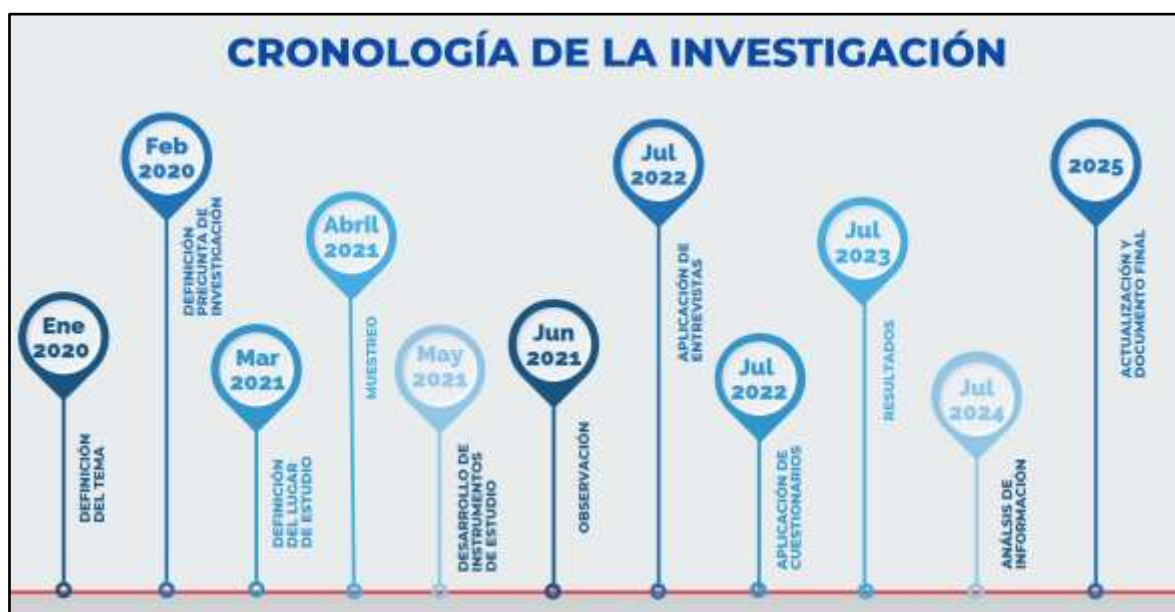 CRONOLOGÍA DE LA INVESTIGACIÓN
Ene
2020
DEFINICIÓN
DEL TEMA
Feb
2020
DEFINICIÓN
PREGUNTA DE
INVESTIGACIÓN
Mar
2021
DEFINICIÓN
DEL LUGAR
DE ESTUDIO
Abril
2021
MUESTREO
May
2021
DESARROLLO DE
INSTRUMENTOS
DE ESTUDIO
Jun
2021
OBSERVACIÓN
Jul
2022
APLICACIÓN DE
ENTREVISTAS
Jul
2022
APLICACIÓN DE
CUESTIONARIOS
Jul
2023
RESULTADOS
Jul
2024
ANÁLSIS DE
INFORMACIÓN
2025
ACTUALIZACIÓN Y
DOCUMENTO FINAL